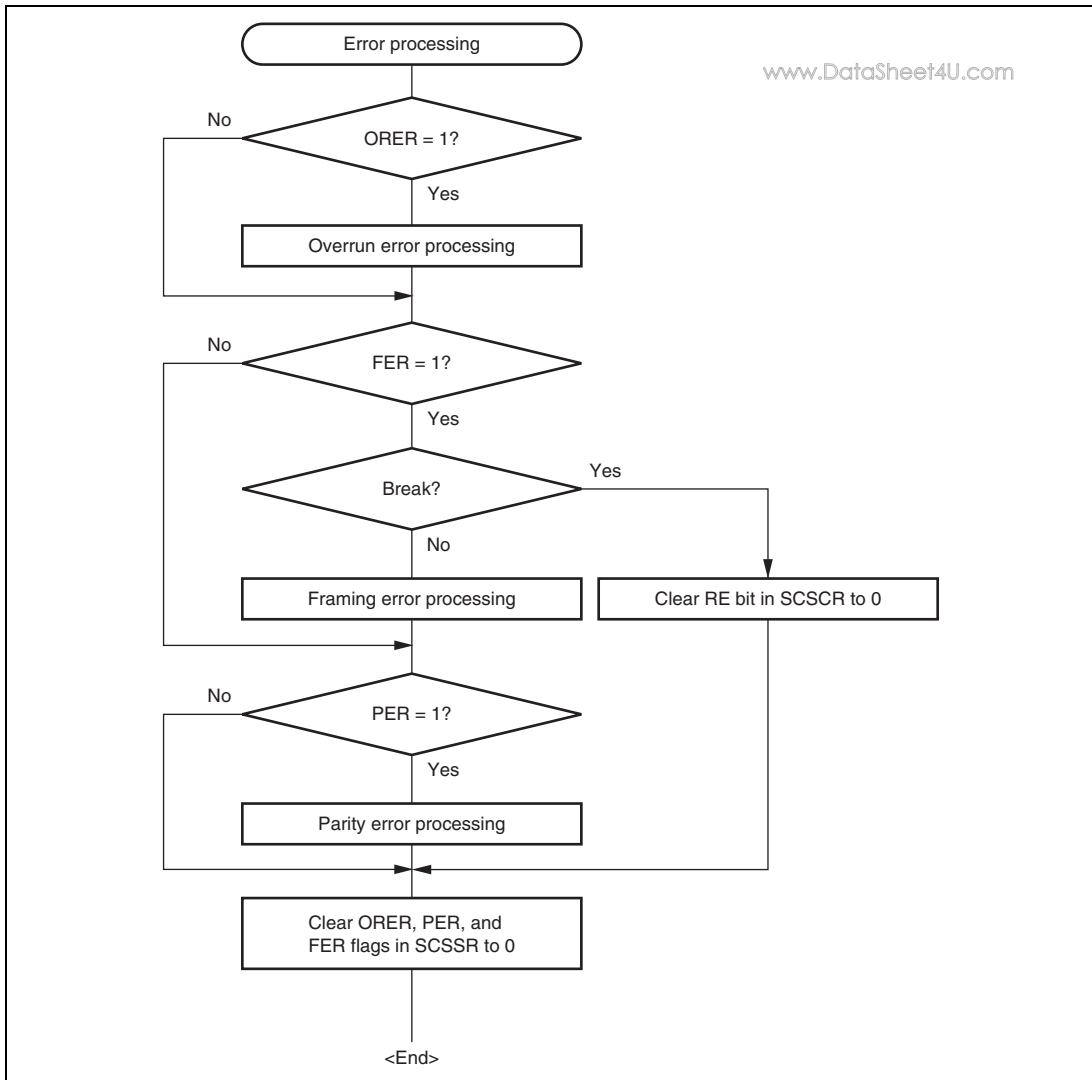 Error processing
www.DataSheet4U.com
No
ORER = 1?
Yes
Overrun error processing
No
FER = 1?
Yes
Break?
Yes
No
Framing error processing
Clear RE bit in SCSCR to 0
No
PER = 1?
Yes
Parity error processing
Clear ORER, PER, and
FER flags in SCSSR to 0
<End>